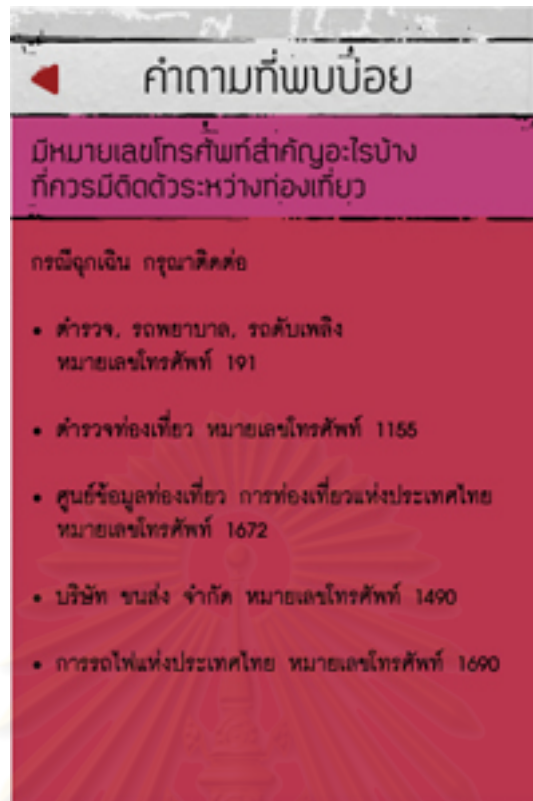 คำถามที่พบบ่อย
มีหมายเลขโทรศัพท์สำคัญอะไรบ้าง
ที่ควรมีติดตัวระหว่างท่องเที่ยว
กรณีฉุกเฉิน กรุณาติดต่อ
• ตำรวจ, รถพยาบาล, รถดับเพลิง
หมายเลขโทรศัพท์ 191
• ตำรวจท่องเที่ยว หมายเลขโทรศัพท์ 1155
• ศูนย์ข้อมูลท่องเที่ยว การท่องเที่ยวแห่งประเทศไทย
หมายเลขโทรศัพท์ 1672
• บริษัท ขนส่ง จำกัด หมายเลขโทรศัพท์ 1490
• การรถไฟแห่งประเทศไทย หมายเลขโทรศัพท์ 1690